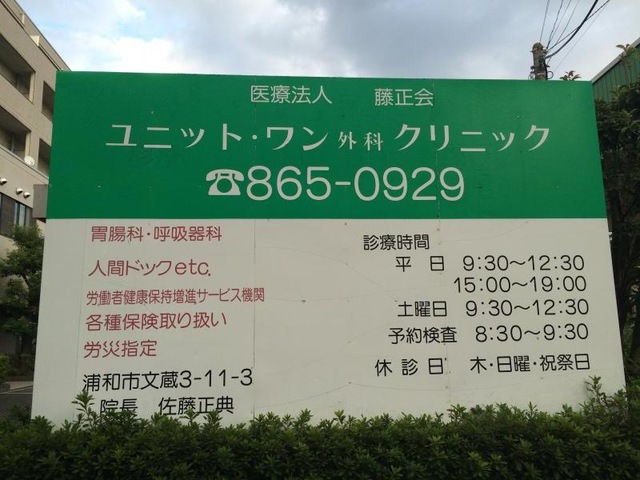 医療法人 藤正会
ユニット・ワン外科クリニック
☎865-0929
胃腸科・呼吸器科
人間ドックetc.
労働者健康保持増進サービス機関
各種保険取り扱い
労災指定
浦和市文蔵3-11-3
院長 佐藤正典
診療時間
平日 9:30～12:30
15:00～19:00
土曜日 9:30～12:30
予約検査 8:30～9:30
休診日 木・日曜・祝祭日